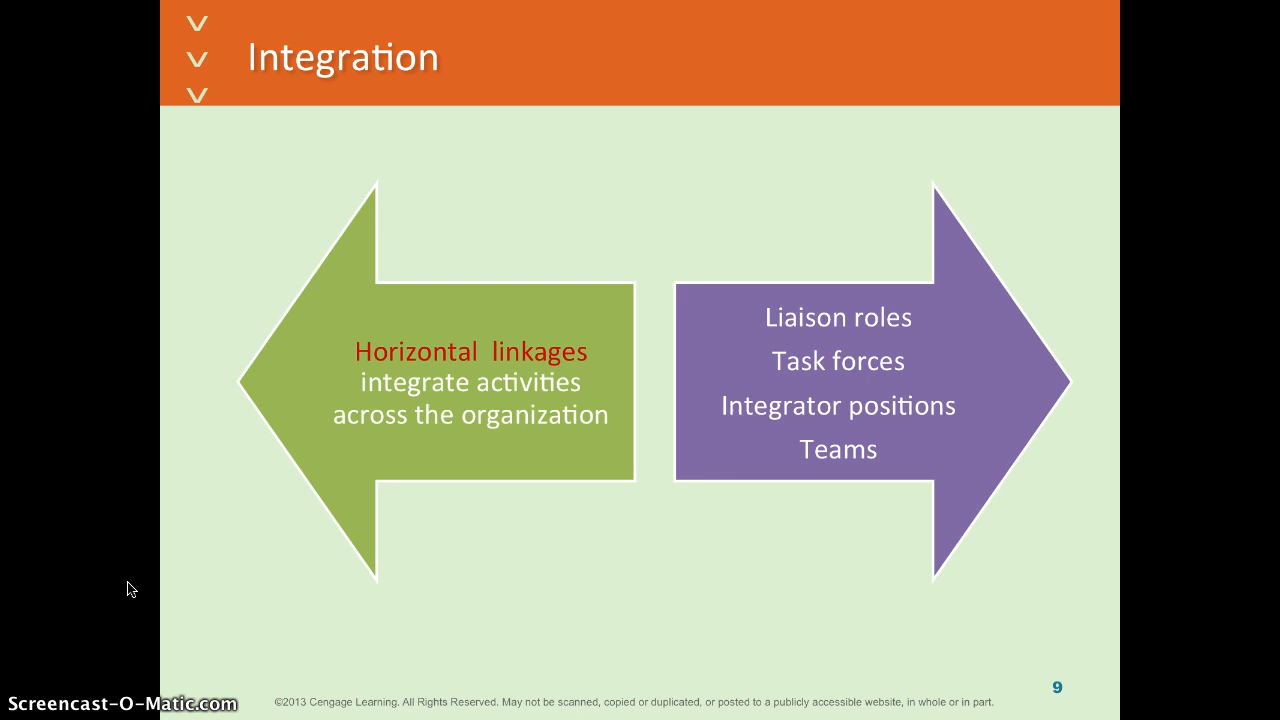 Integration
Horizontal linkages
integrate activities
across the organization
Liaison roles
Task forces
Integrator positions
Teams
9
©2013 Cengage Learning. All Rights Reserved. May not be scanned, copied or duplicated, or posted to a publicly accessible website, in whole or in part.
Screencast-O-Matic.com